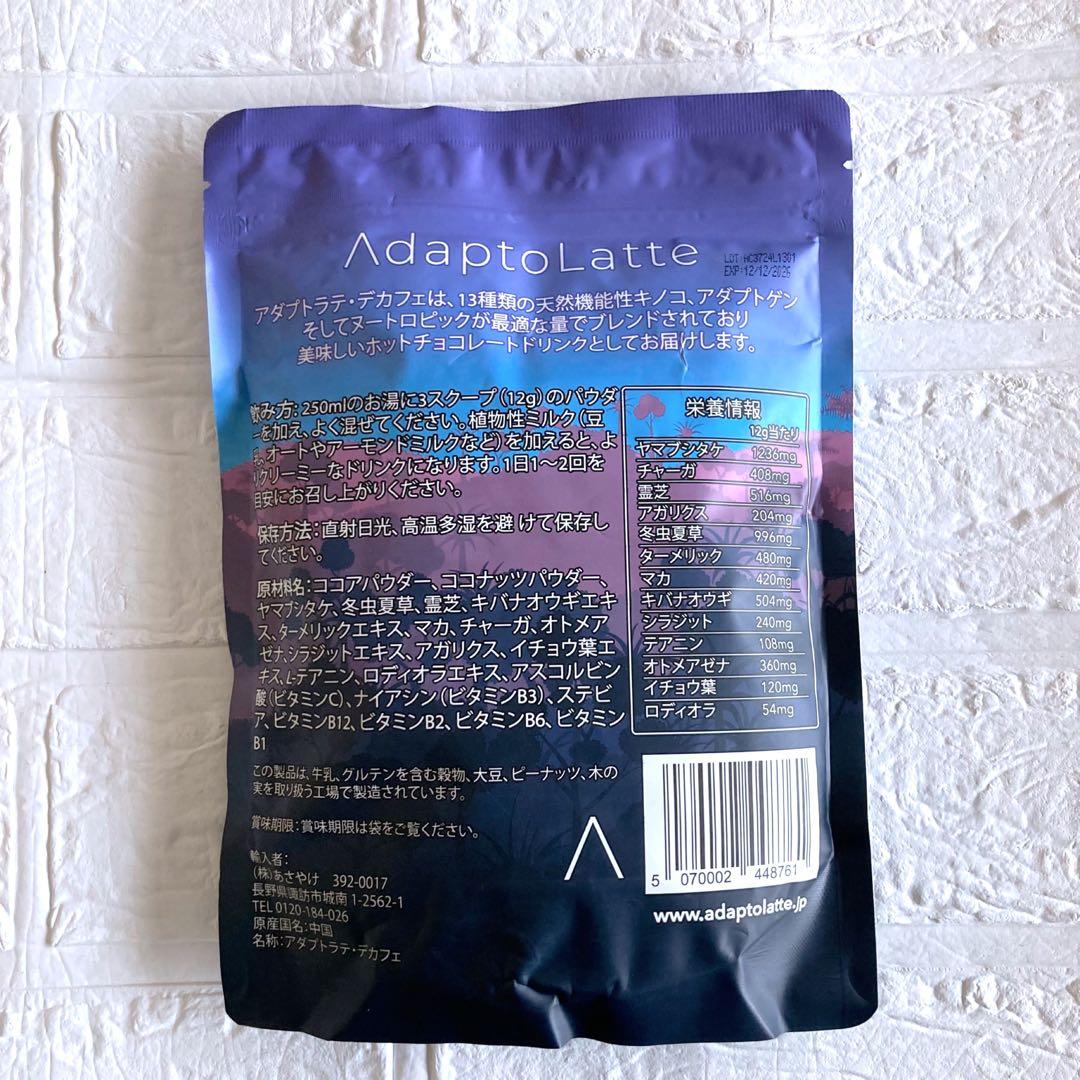 AdaptoLatte
LOT HC3724L1301
EXP:12/12/2026
アダプトラテ・デカフェは、13種類の天然機能性キノコ、アダプトゲン
そしてヌートロピックが最適な量でブレンドされており
美味しいホットチョコレートドリンクとしてお届けします。
飲み方: 250mlのお湯に3スクープ（12g）のパウダ
ーを加え、よく混ぜてください。植物性ミルク（豆
乳、オートやアーモンドミルクなど）を加えると、よ
りクリーミーなドリンクになります。1日1〜2回を
目安にお召し上がりください。
保存方法：直射日光、高温多湿を避 けて保存し
てください。
原材料名：ココアパウダー、ココナッツパウダー、
ヤマブシタケ、冬虫夏草、霊芝、キバナオウギエキ
ス、ターメリックエキス、マカ、チャーガ、オトメア
ゼナ、シラジットエキス、アガリクス、イチョウ葉エ
キス、L-テアニン、ロディオラエキス、アスコルビン
酸（ビタミンC）、ナイアシン（ビタミンB3）、ステビ
ア、ビタミンB12、ビタミンB2、ビタミンB6、ビタミン
B1
この製品は、牛乳、グルテンを含む穀物、大豆、ピーナッツ、木の
実を取り扱う工場で製造されています。
賞味期限：賞味期限は袋をご覧ください。
輸入者：
（株）あさやけ 392-0017
長野県諏訪市城南 1-2562-1
TEL 0120-184-026
原産国名：中国
名称：アダプトラテ・デカフェ
栄養情報
12g当たり
ヤマブシタケ 1236mg
チャーガ 408mg
霊芝 516mg
アガリクス 204mg
冬虫夏草 996mg
ターメリック 480mg
マカ 420mg
キバナオウギ 504mg
シラジット 240mg
テアニン 108mg
オトメアゼナ 360mg
イチョウ葉 120mg
ロディオラ 54mg
5 070002 448761
www.adaptolatte.jp